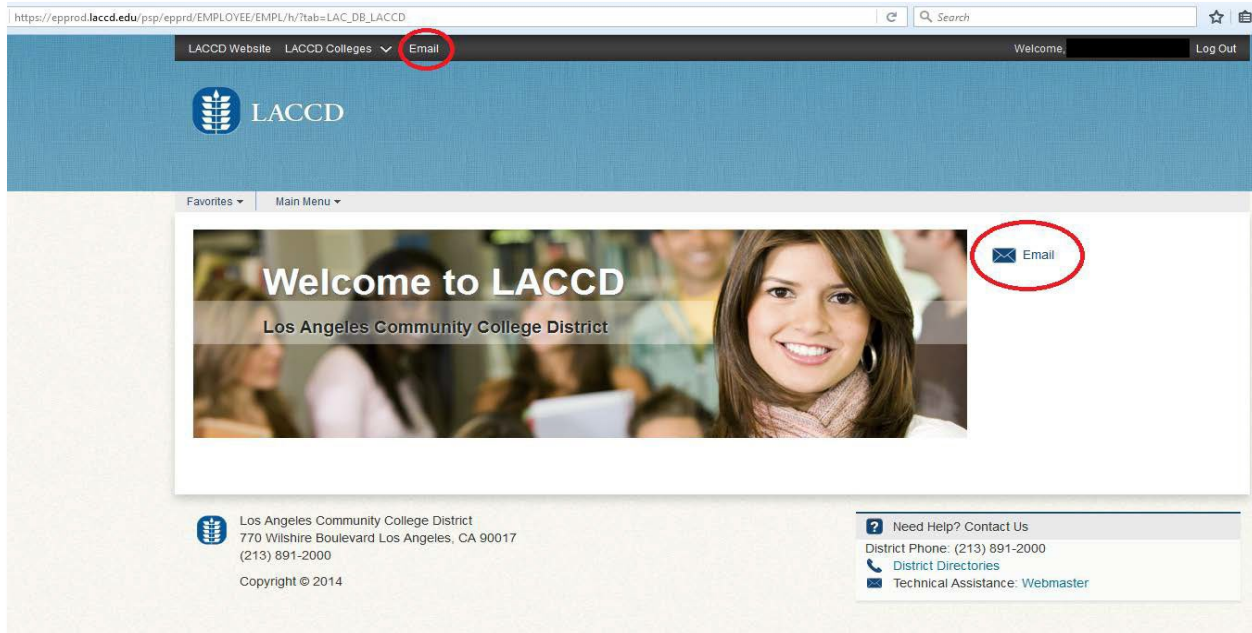 https://epprod.laccd.edu/psp/epprd/EMPLOYEE/EMPL/h/?tab=LAC_DB_LACCD
Search
LACCD Website LACCD Colleges Email Welcome, Log Out
LACCD
Favorites Main Menu
Welcome to LACCD
Los Angeles Community College District
Email
Los Angeles Community College District
770 Wilshire Boulevard Los Angeles, CA 90017
(213) 891-2000
Copyright © 2014
? Need Help? Contact Us
District Phone: (213) 891-2000
District Directories
Technical Assistance: Webmaster